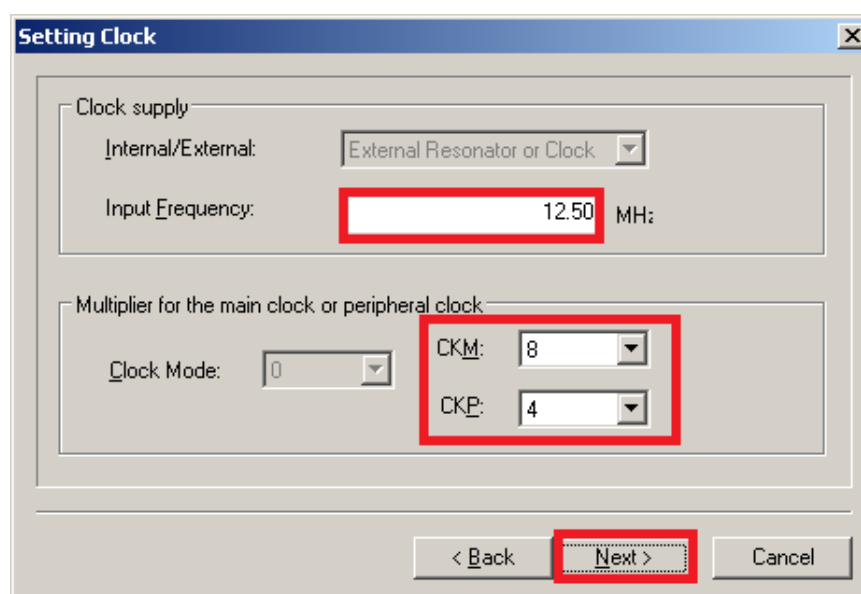 Setting Clock
Clock supply
Internal/External: External Resonator or Clock
Input Frequency: 12.50 MHz
Multiplier for the main clock or peripheral clock
Clock Mode: 0 CKM: 8
CKP: 4
< Back Next > Cancel